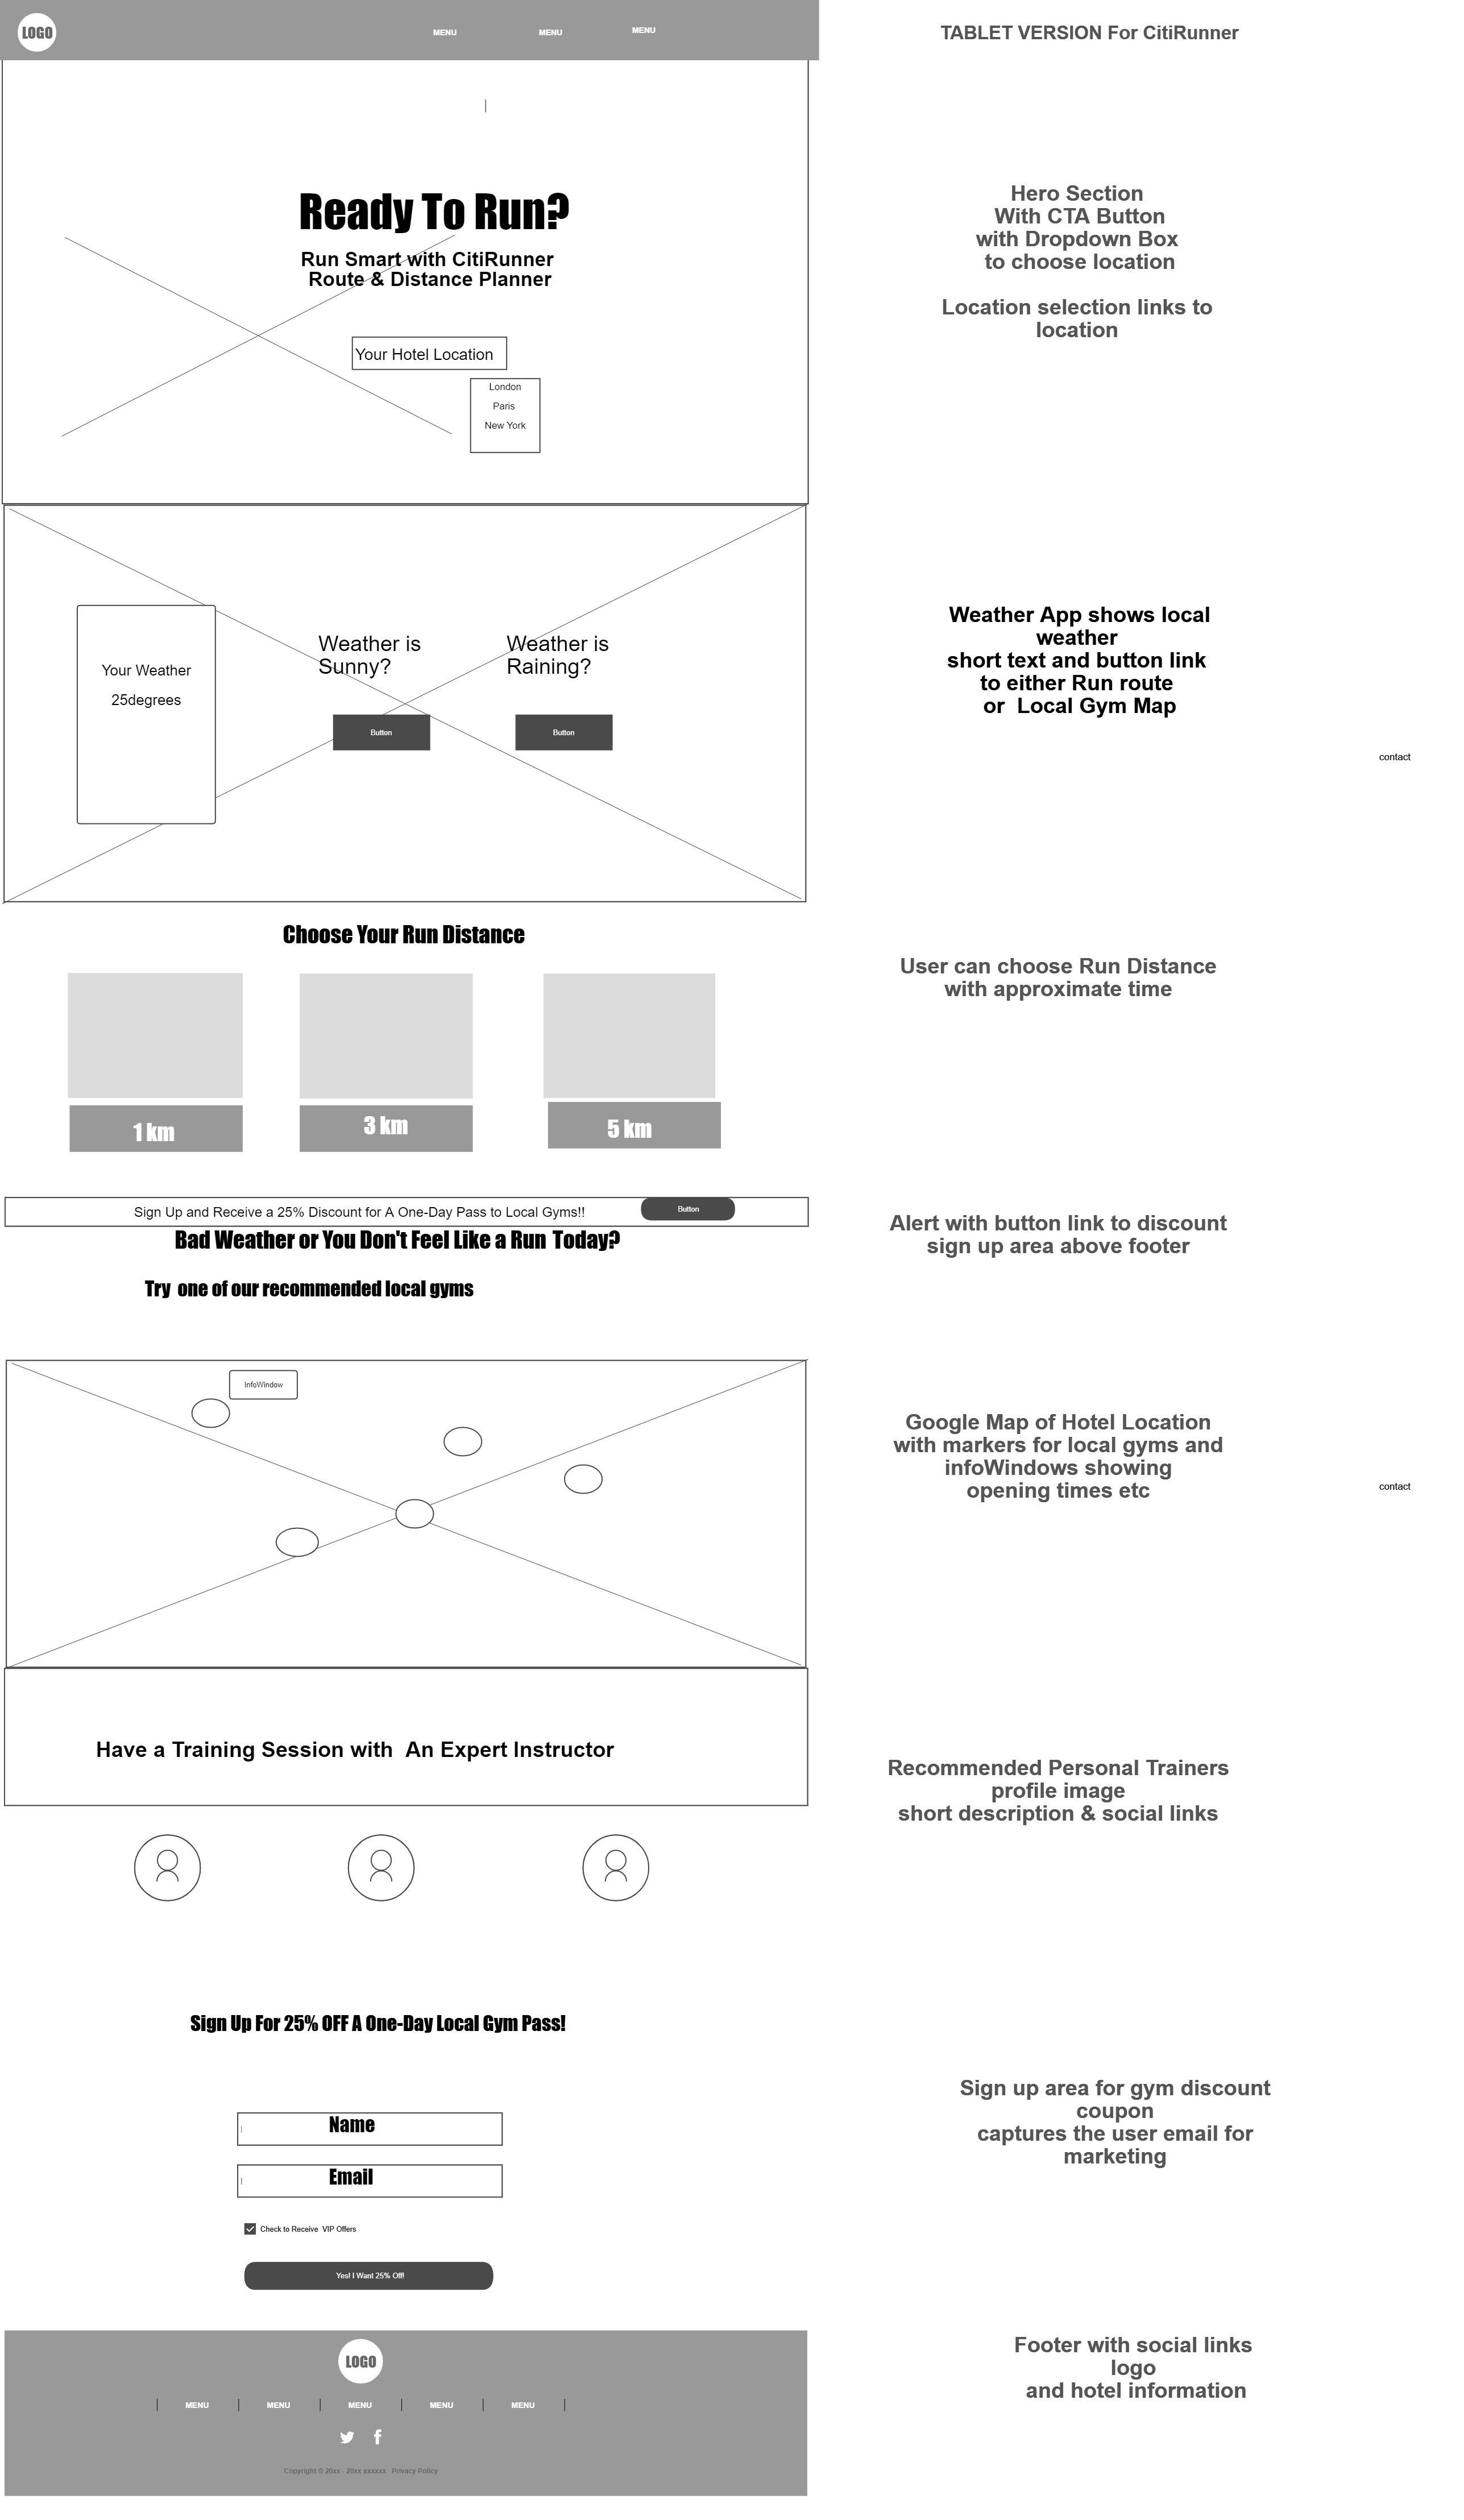 LOGO
MENU
MENU
MENU
TABLET VERSION For CitiRunner
Ready To Run?
Run Smart with CitiRunner
Route & Distance Planner
Your Hotel Location
London
Paris
New York
Hero Section
With CTA Button
with Dropdown Box
to choose location
Location selection links to
location
Your Weather
25degrees
Weather is
Sunny?
Button
Weather is
Raining?
Button
Weather App shows local
weather
short text and button link
to either Run route
or  Local Gym Map
contact
Choose Your Run Distance
1 km
3 km
5 km
User can choose Run Distance
with approximate time
Sign Up and Receive a 25% Discount for A One-Day Pass to Local Gyms!!
Button
Alert with button link to discount
sign up area above footer
Bad Weather or You Don't Feel Like a Run Today?
Try  one of our recommended local gyms
InfoWindow
Google Map of Hotel Location
with markers for local gyms and
infoWindows showing
opening times etc
contact
Have a Training Session with  An Expert Instructor
Recommended Personal Trainers
profile image
short description & social links
Sign Up For 25% OFF A One-Day Local Gym Pass!
Name
Email
Check to Receive  VIP Offers
Yes! I Want 25% Off!
Sign up area for gym discount
coupon
captures the user email for
marketing
LOGO
MENU
MENU
MENU
MENU
MENU
Copyright © 20xx - 20xx xxxxxx   Privacy Policy
Footer with social links
logo
and hotel information